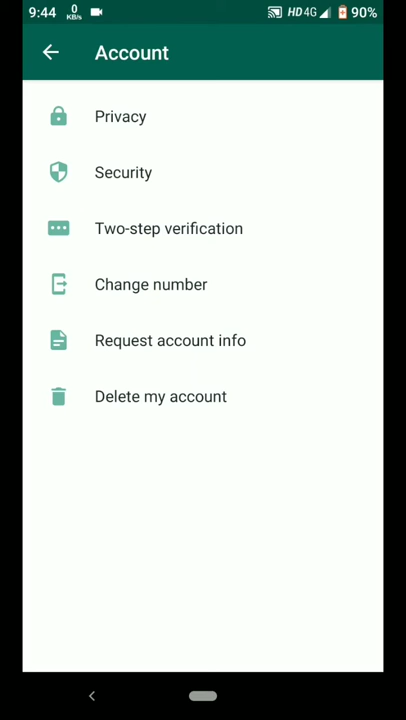 9:44 0 KB/s HD 4G 90%
Account
Privacy
Security
Two-step verification
Change number
Request account info
Delete my account